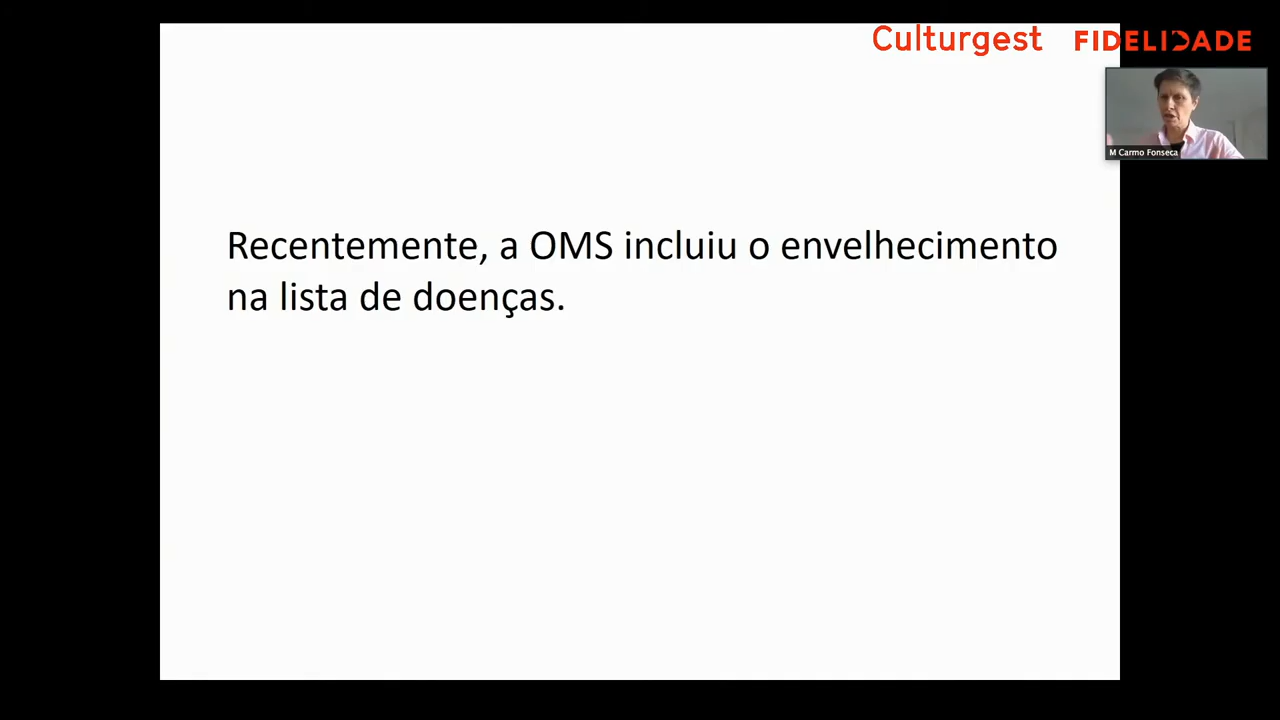 Culturgest FIDELIDADE
M Carmo Fonseca
Recentemente, a OMS incluiu o envelhecimento
na lista de doenças.